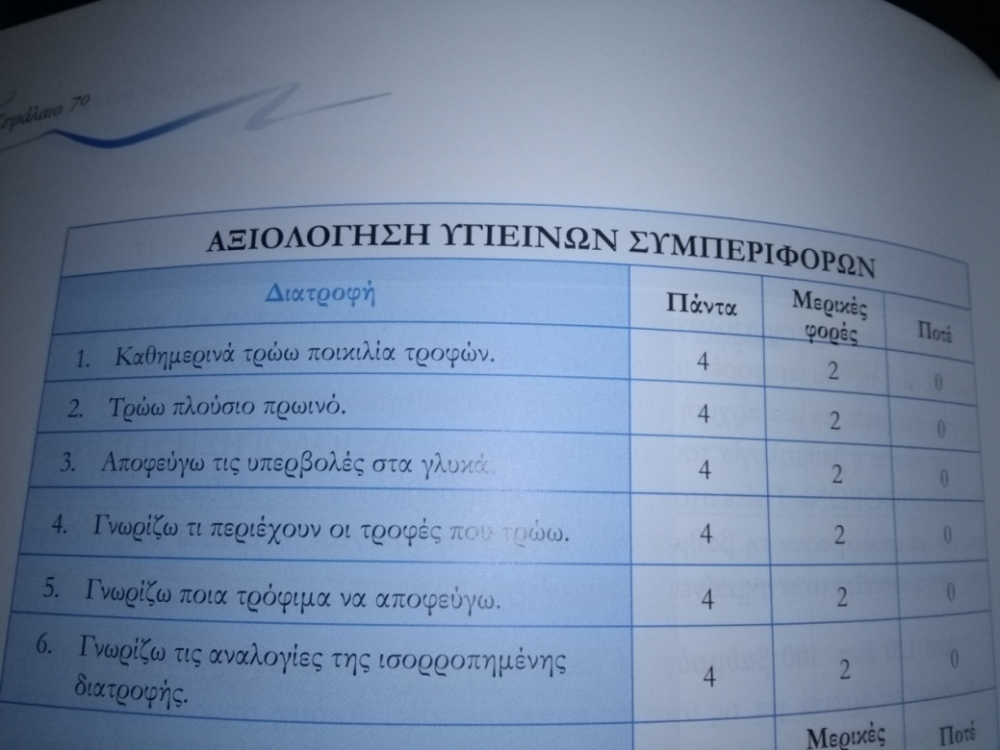 Κεφάλαιο 7ο
ΑΞΙΟΛΟΓΗΣΗ ΥΓΙΕΙΝΩΝ ΣΥΜΠΕΡΙΦΟΡΩΝ
Διατροφή Πάντα Μερικές φορές Ποτέ
1. Καθημερινά τρώω ποικιλία τροφών. 4 2 0
2. Τρώω πλούσιο πρωινό. 4 2 0
3. Αποφεύγω τις υπερβολές στα γλυκά. 4 2 0
4. Γνωρίζω τι περιέχουν οι τροφές που τρώω. 4 2 0
5. Γνωρίζω ποια τρόφιμα να αποφεύγω. 4 2 0
6. Γνωρίζω τις αναλογίες της ισορροπημένης
διατροφής. 4 2 0
Μερικές Ποτέ